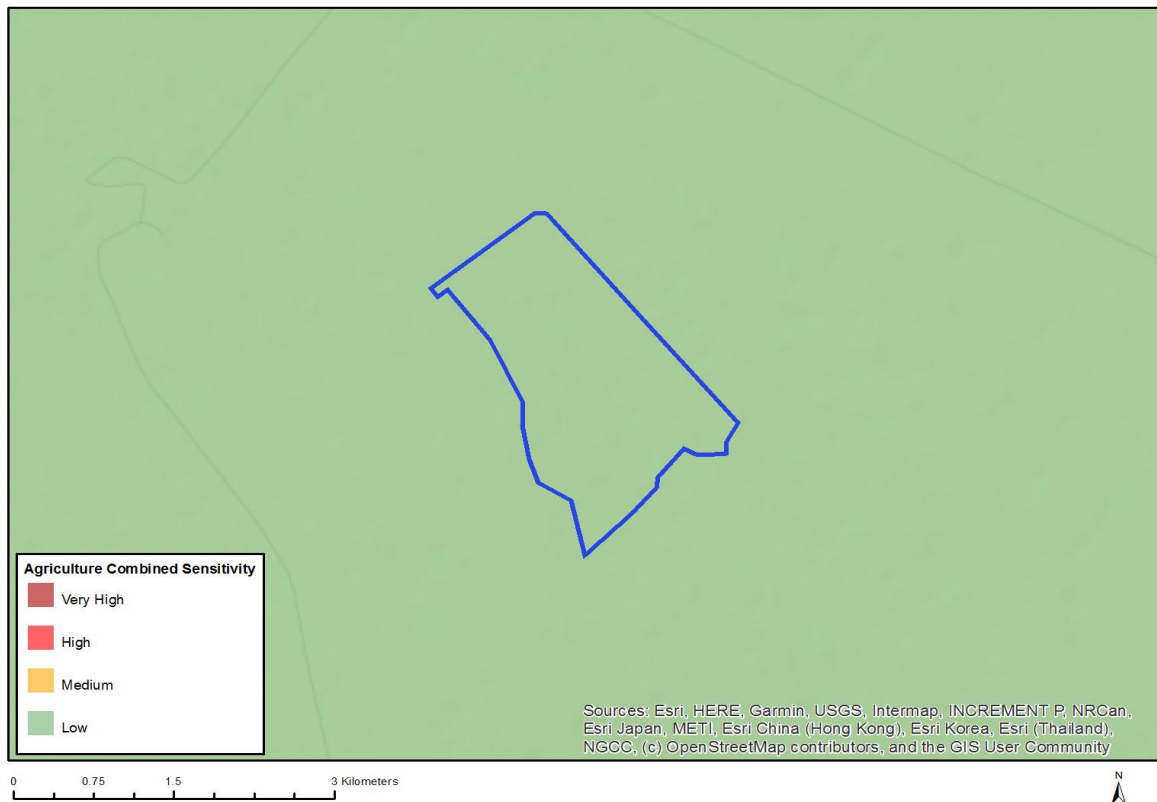 Agriculture Combined Sensitivity
Very High
High
Medium
Low
Sources: Esri, HERE, Garmin, USGS, Intermap, INCREMENT P, NRCan,
Esri Japan, METI, Esri China (Hong Kong), Esri Korea, Esri (Thailand),
NGCC, (c) OpenStreetMap contributors, and the GIS User Community
0 0.75 1.5 3 Kilometers
N